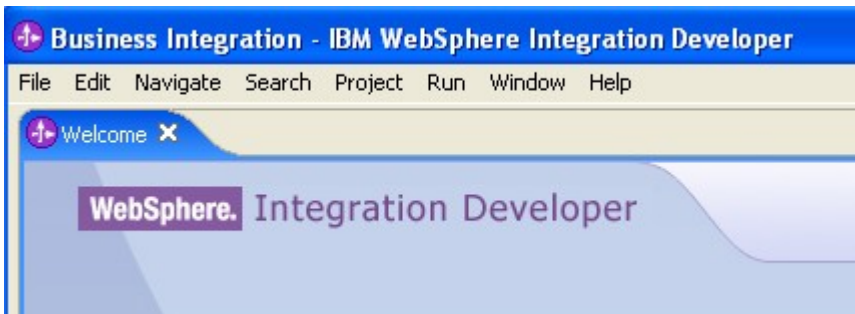 Business Integration - IBM WebSphere Integration Developer
File Edit Navigate Search Project Run Window Help
Welcome
WebSphere. Integration Developer